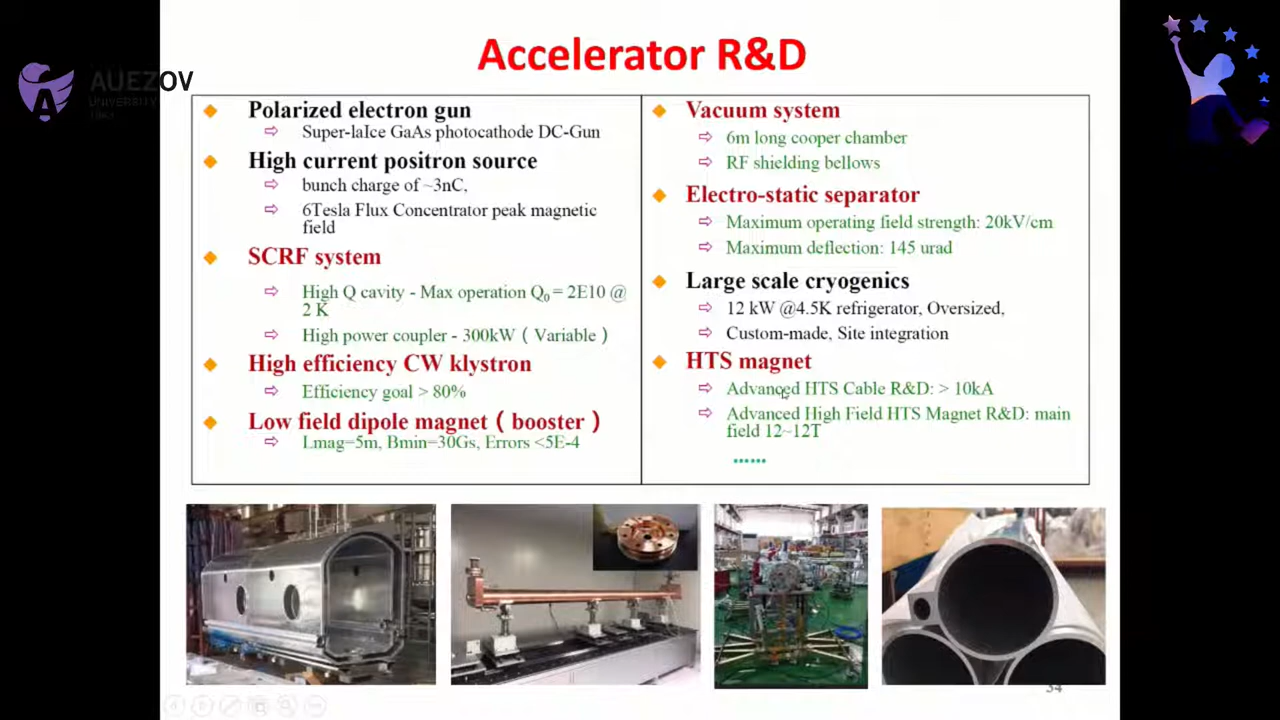 Accelerator R&D
AUEZOV
UNIVERSITY
Polarized electron gun
Super-laIce GaAs photocathode DC-Gun
High current positron source
bunch charge of ~3nC,
6Tesla Flux Concentrator peak magnetic
field
SCRF system
High Q cavity - Max operation Q₀ = 2E10 @
2 K
High power coupler - 300kW ( Variable )
High efficiency CW klystron
Efficiency goal > 80%
Low field dipole magnet ( booster )
Lmag=5m, Bmin=30Gs, Errors <5E-4
Vacuum system
6m long cooper chamber
RF shielding bellows
Electro-static separator
Maximum operating field strength: 20kV/cm
Maximum deflection: 145 urad
Large scale cryogenics
12 kW @4.5K refrigerator, Oversized,
Custom-made, Site integration
HTS magnet
Advanced HTS Cable R&D: > 10kA
Advanced High Field HTS Magnet R&D: main
field 12~12T
......